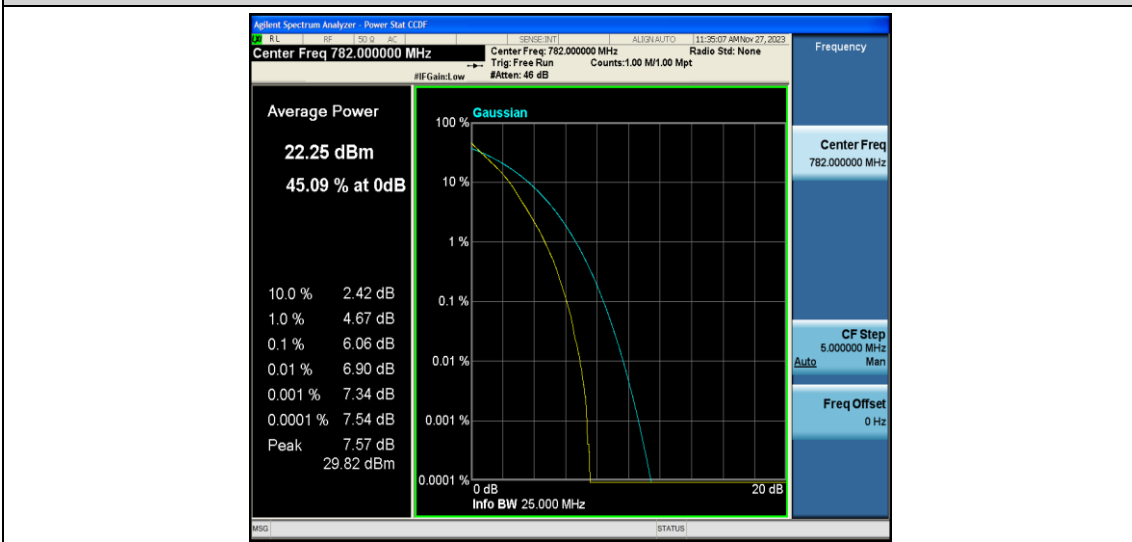 Agilent Spectrum Analyzer - Power Stat CCDF
RL RF 50 Ω AC SENSE:INT ALIGN AUTO 11:35:07 AM Nov 27, 2023
Center Freq 782.000000 MHz
Center Freq: 782.000000 MHz Radio Std: None
Trig: Free Run Counts:1.00 M/1.00 Mpt
#IFGain:Low #Atten: 46 dB
Frequency
Average Power
22.25 dBm
45.09 % at 0dB
10.0 % 2.42 dB
1.0 % 4.67 dB
0.1 % 6.06 dB
0.01 % 6.90 dB
0.001 % 7.34 dB
0.0001 % 7.54 dB
Peak 7.57 dB
29.82 dBm
Gaussian
100 %
10 %
1 %
0.1 %
0.01 %
0.001 %
0.0001 %
0 dB 20 dB
Info BW 25.000 MHz
Center Freq
782.000000 MHz
CF Step
5.000000 MHz
Auto Man
Freq Offset
0 Hz
MSG STATUS